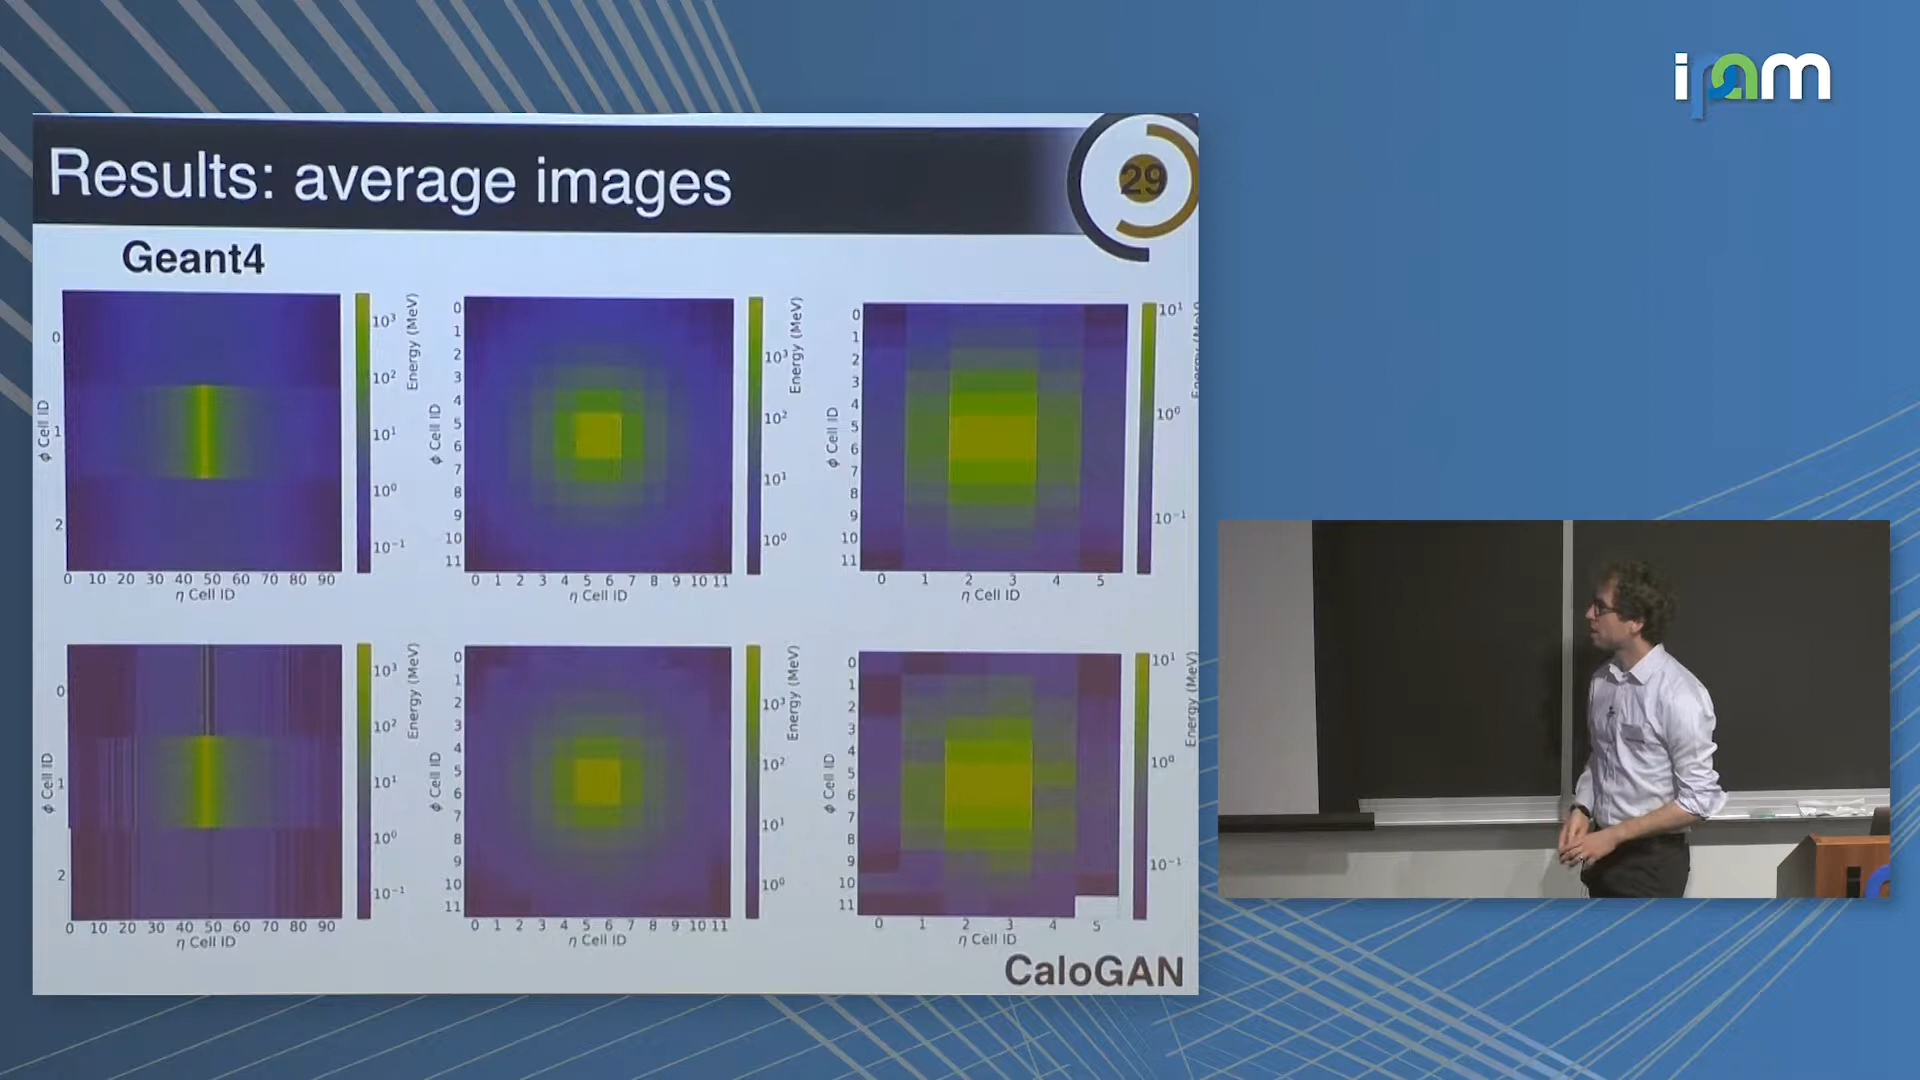 ipam
Results: average images
29
Geant4
0
1
2
ϕ Cell ID
0 10 20 30 40 50 60 70 80 90
η Cell ID
10³
10²
10¹
10⁰
10⁻¹
Energy (MeV)
0
1
2
3
4
5
6
7
8
9
10
11
ϕ Cell ID
0 1 2 3 4 5 6 7 8 9 10 11
η Cell ID
10³
10²
10¹
10⁰
Energy (MeV)
0
1
2
3
4
5
6
7
8
9
10
11
ϕ Cell ID
0 1 2 3 4 5
η Cell ID
10¹
10⁰
10⁻¹
Energy (MeV)
0
1
2
ϕ Cell ID
0 10 20 30 40 50 60 70 80 90
η Cell ID
10³
10²
10¹
10⁰
10⁻¹
Energy (MeV)
0
1
2
3
4
5
6
7
8
9
10
11
ϕ Cell ID
0 1 2 3 4 5 6 7 8 9 10 11
η Cell ID
10³
10²
10¹
10⁰
Energy (MeV)
0
1
2
3
4
5
6
7
8
9
10
11
ϕ Cell ID
0 1 2 3 4 5
η Cell ID
10¹
10⁰
10⁻¹
Energy (MeV)
CaloGAN